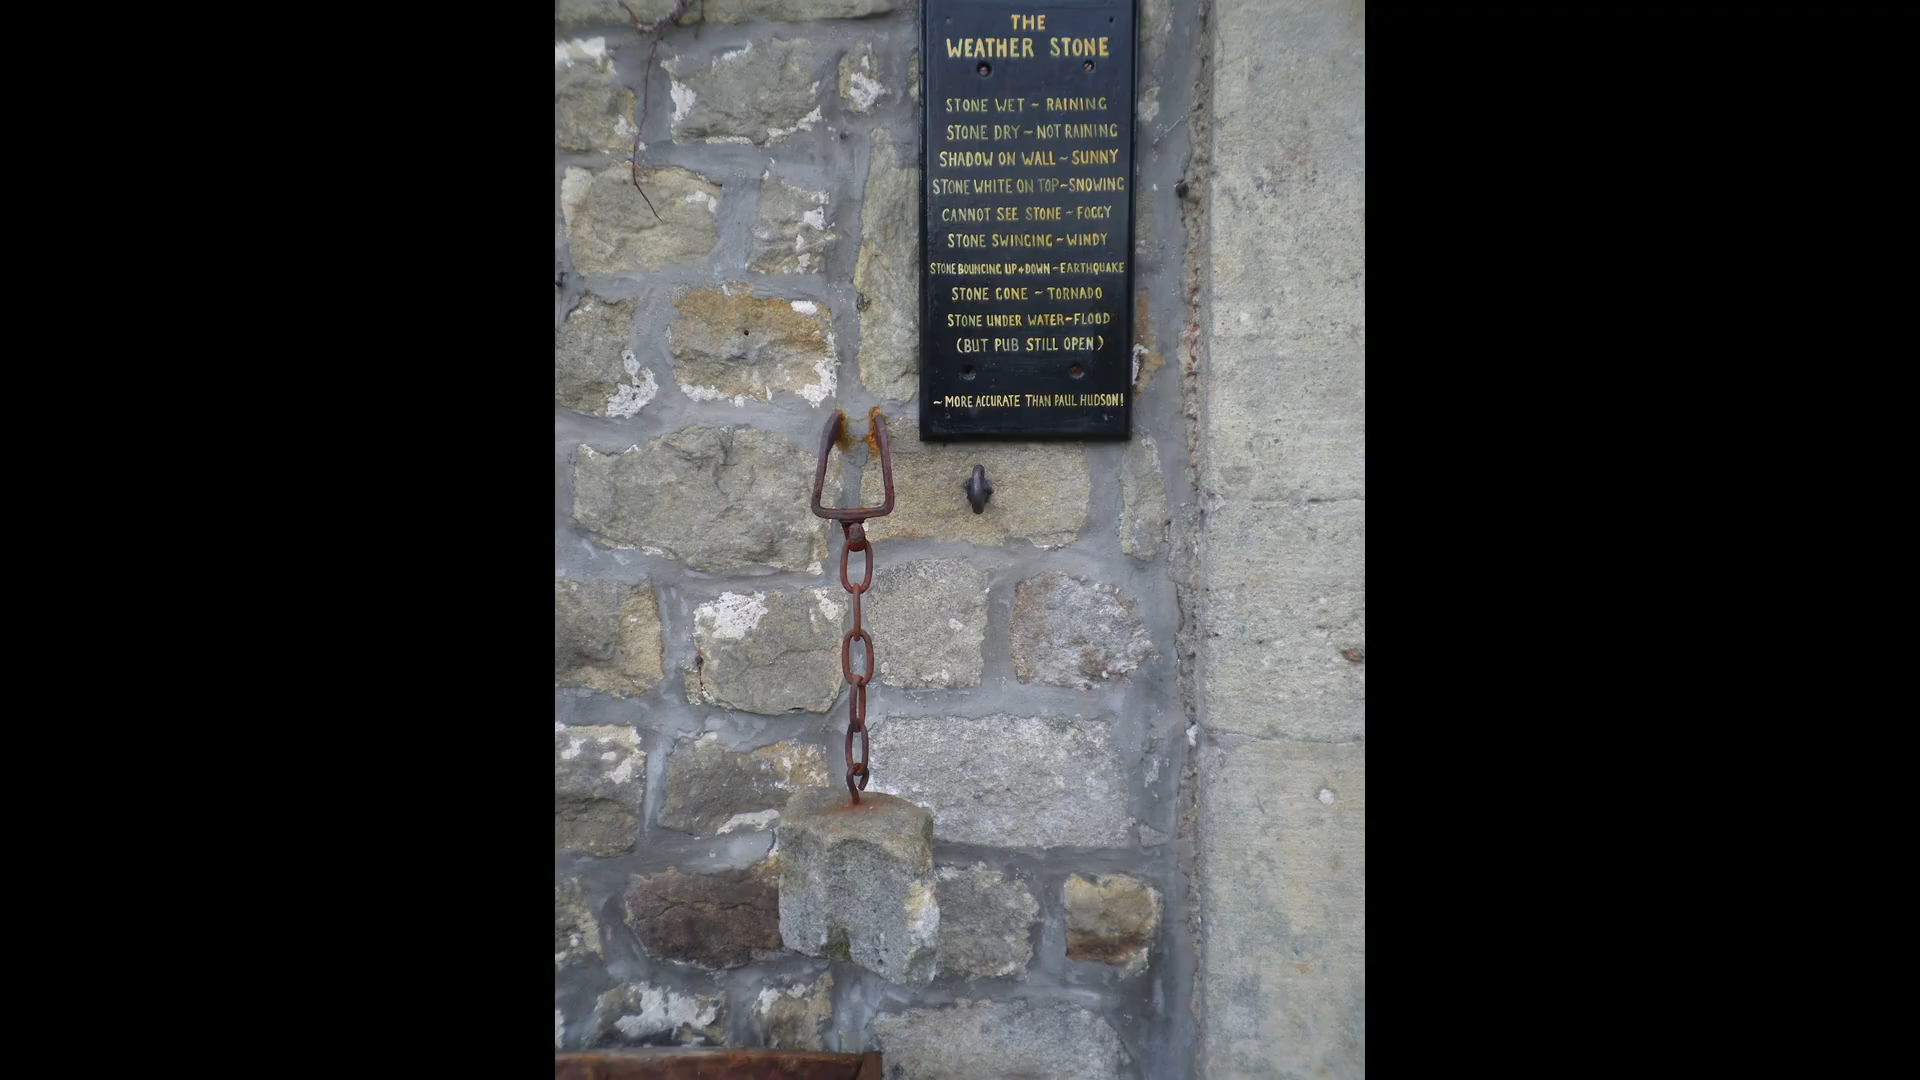 THE
WEATHER STONE
STONE WET ~ RAINING
STONE DRY ~ NOT RAINING
SHADOW ON WALL ~ SUNNY
STONE WHITE ON TOP ~ SNOWING
CANNOT SEE STONE ~ FOGGY
STONE SWINGING ~ WINDY
STONE BOUNCING UP + DOWN ~ EARTHQUAKE
STONE GONE ~ TORNADO
STONE UNDER WATER ~ FLOOD
(BUT PUB STILL OPEN)
~ MORE ACCURATE THAN PAUL HUDSON!